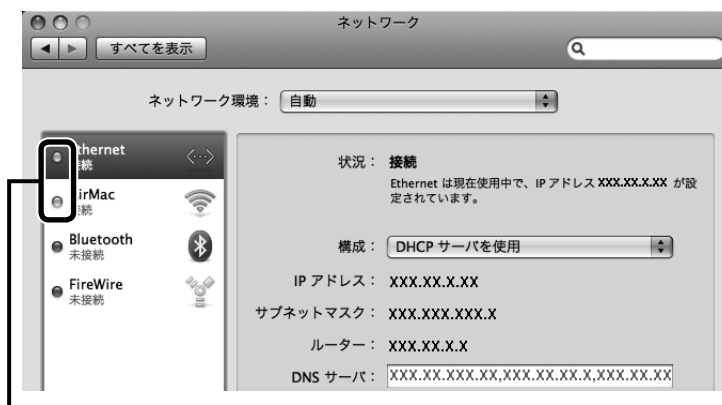 ネットワーク
すべてを表示
ネットワーク環境： 自動
thernet
接続
irMac
続
Bluetooth
未接続
FireWire
未接続
状況： 接続
Ethernet は現在使用中で、IP アドレス XXX.XX.X.XX が設
定されています。
構成： DHCP サーバを使用
IP アドレス： XXX.XX.X.XX
サブネットマスク： XXX.XXX.XXX.X
ルーター： XXX.XX.X.X
DNS サーバ： XXX.XX.XXX.XX,XXX.XX.XX.X,XXX.XX.XX